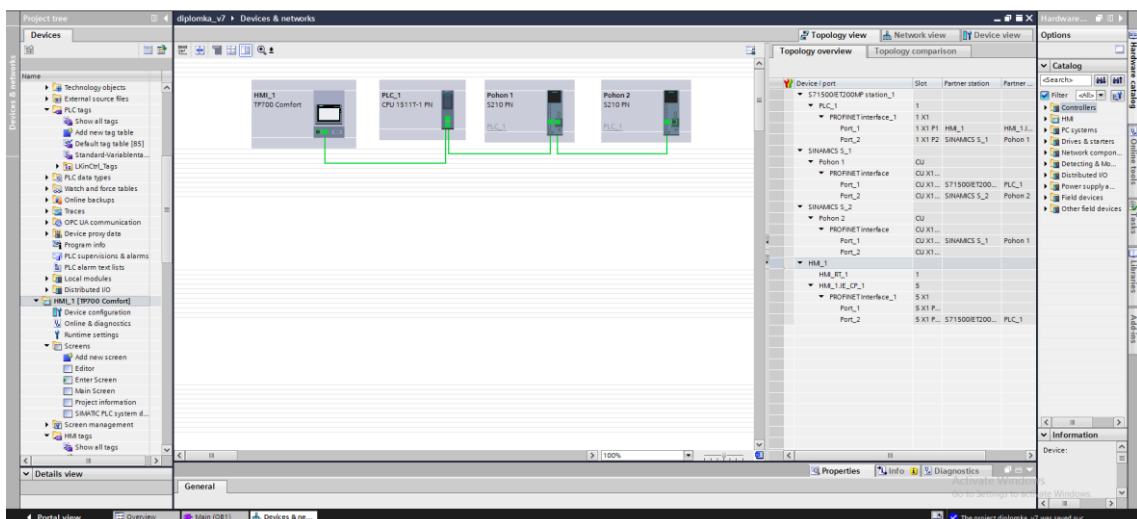 Project tree
diplomka_v7 ▸ Devices & networks
Hardware...
Devices
Topology view
Network view
Device view
Options
Topology overview
Topology comparison
Name
Technology objects
External source files
PLC tags
Show all tags
Add new tag table
Default tag table [85]
Standard-Variablenta...
LKinCtrl_Tags
PLC data types
Watch and force tables
Online backups
Traces
OPC UA communication
Device proxy data
Program info
PLC supervisions & alarms
PLC alarm text lists
Local modules
Distributed I/O
HMI_1 [TP700 Comfort]
Device configuration
Online & diagnostics
Runtime settings
Screens
Add new screen
Editor
Enter Screen
Main Screen
Project information
SIMATIC PLC system d...
Screen management
HMI tags
Show all tags
Details view
Devices & networks
HMI_1
TP700 Comfort
PLC_1
CPU 1511T-1 PN
Pohon 1
S210 PN
PLC_1
Pohon 2
S210 PN
PLC_1
100%
Device / port Slot Partner station Partner ...
S71500/ET200MP station_1
PLC_1 1
PROFINET interface_1 1 X1
Port_1 1 X1 P1 HMI_1 HMI_1.I...
Port_2 1 X1 P2 SINAMICS S_1 Pohon 1
SINAMICS S_1
Pohon 1 CU
PROFINET interface CU X1...
Port_1 CU X1... S71500/ET200... PLC_1
Port_2 CU X1... SINAMICS S_2 Pohon 2
SINAMICS S_2
Pohon 2 CU
PROFINET interface CU X1...
Port_1 CU X1... SINAMICS S_1 Pohon 1
Port_2 CU X1...
HMI_1
HMI_RT_1 1
HMI_1.IE_CP_1 5
PROFINET Interface_1 5 X1
Port_1 5 X1 P...
Port_2 5 X1 P... S71500/ET200... PLC_1
Catalog
<Search>
Filter <All>
Controllers
HMI
PC systems
Drives & starters
Network compon...
Detecting & Mo...
Distributed I/O
Power supply a...
Field devices
Other field devices
Information
Device:
Hardware catalog
Online tools
Tasks
Libraries
Add-ins
Properties
Info
Diagnostics
General
Activate Windows
Go to Settings to activate Windows.
Portal view
Overview
Main (OB1)
Devices & ne...
The project diplomka_v7 was saved suc...